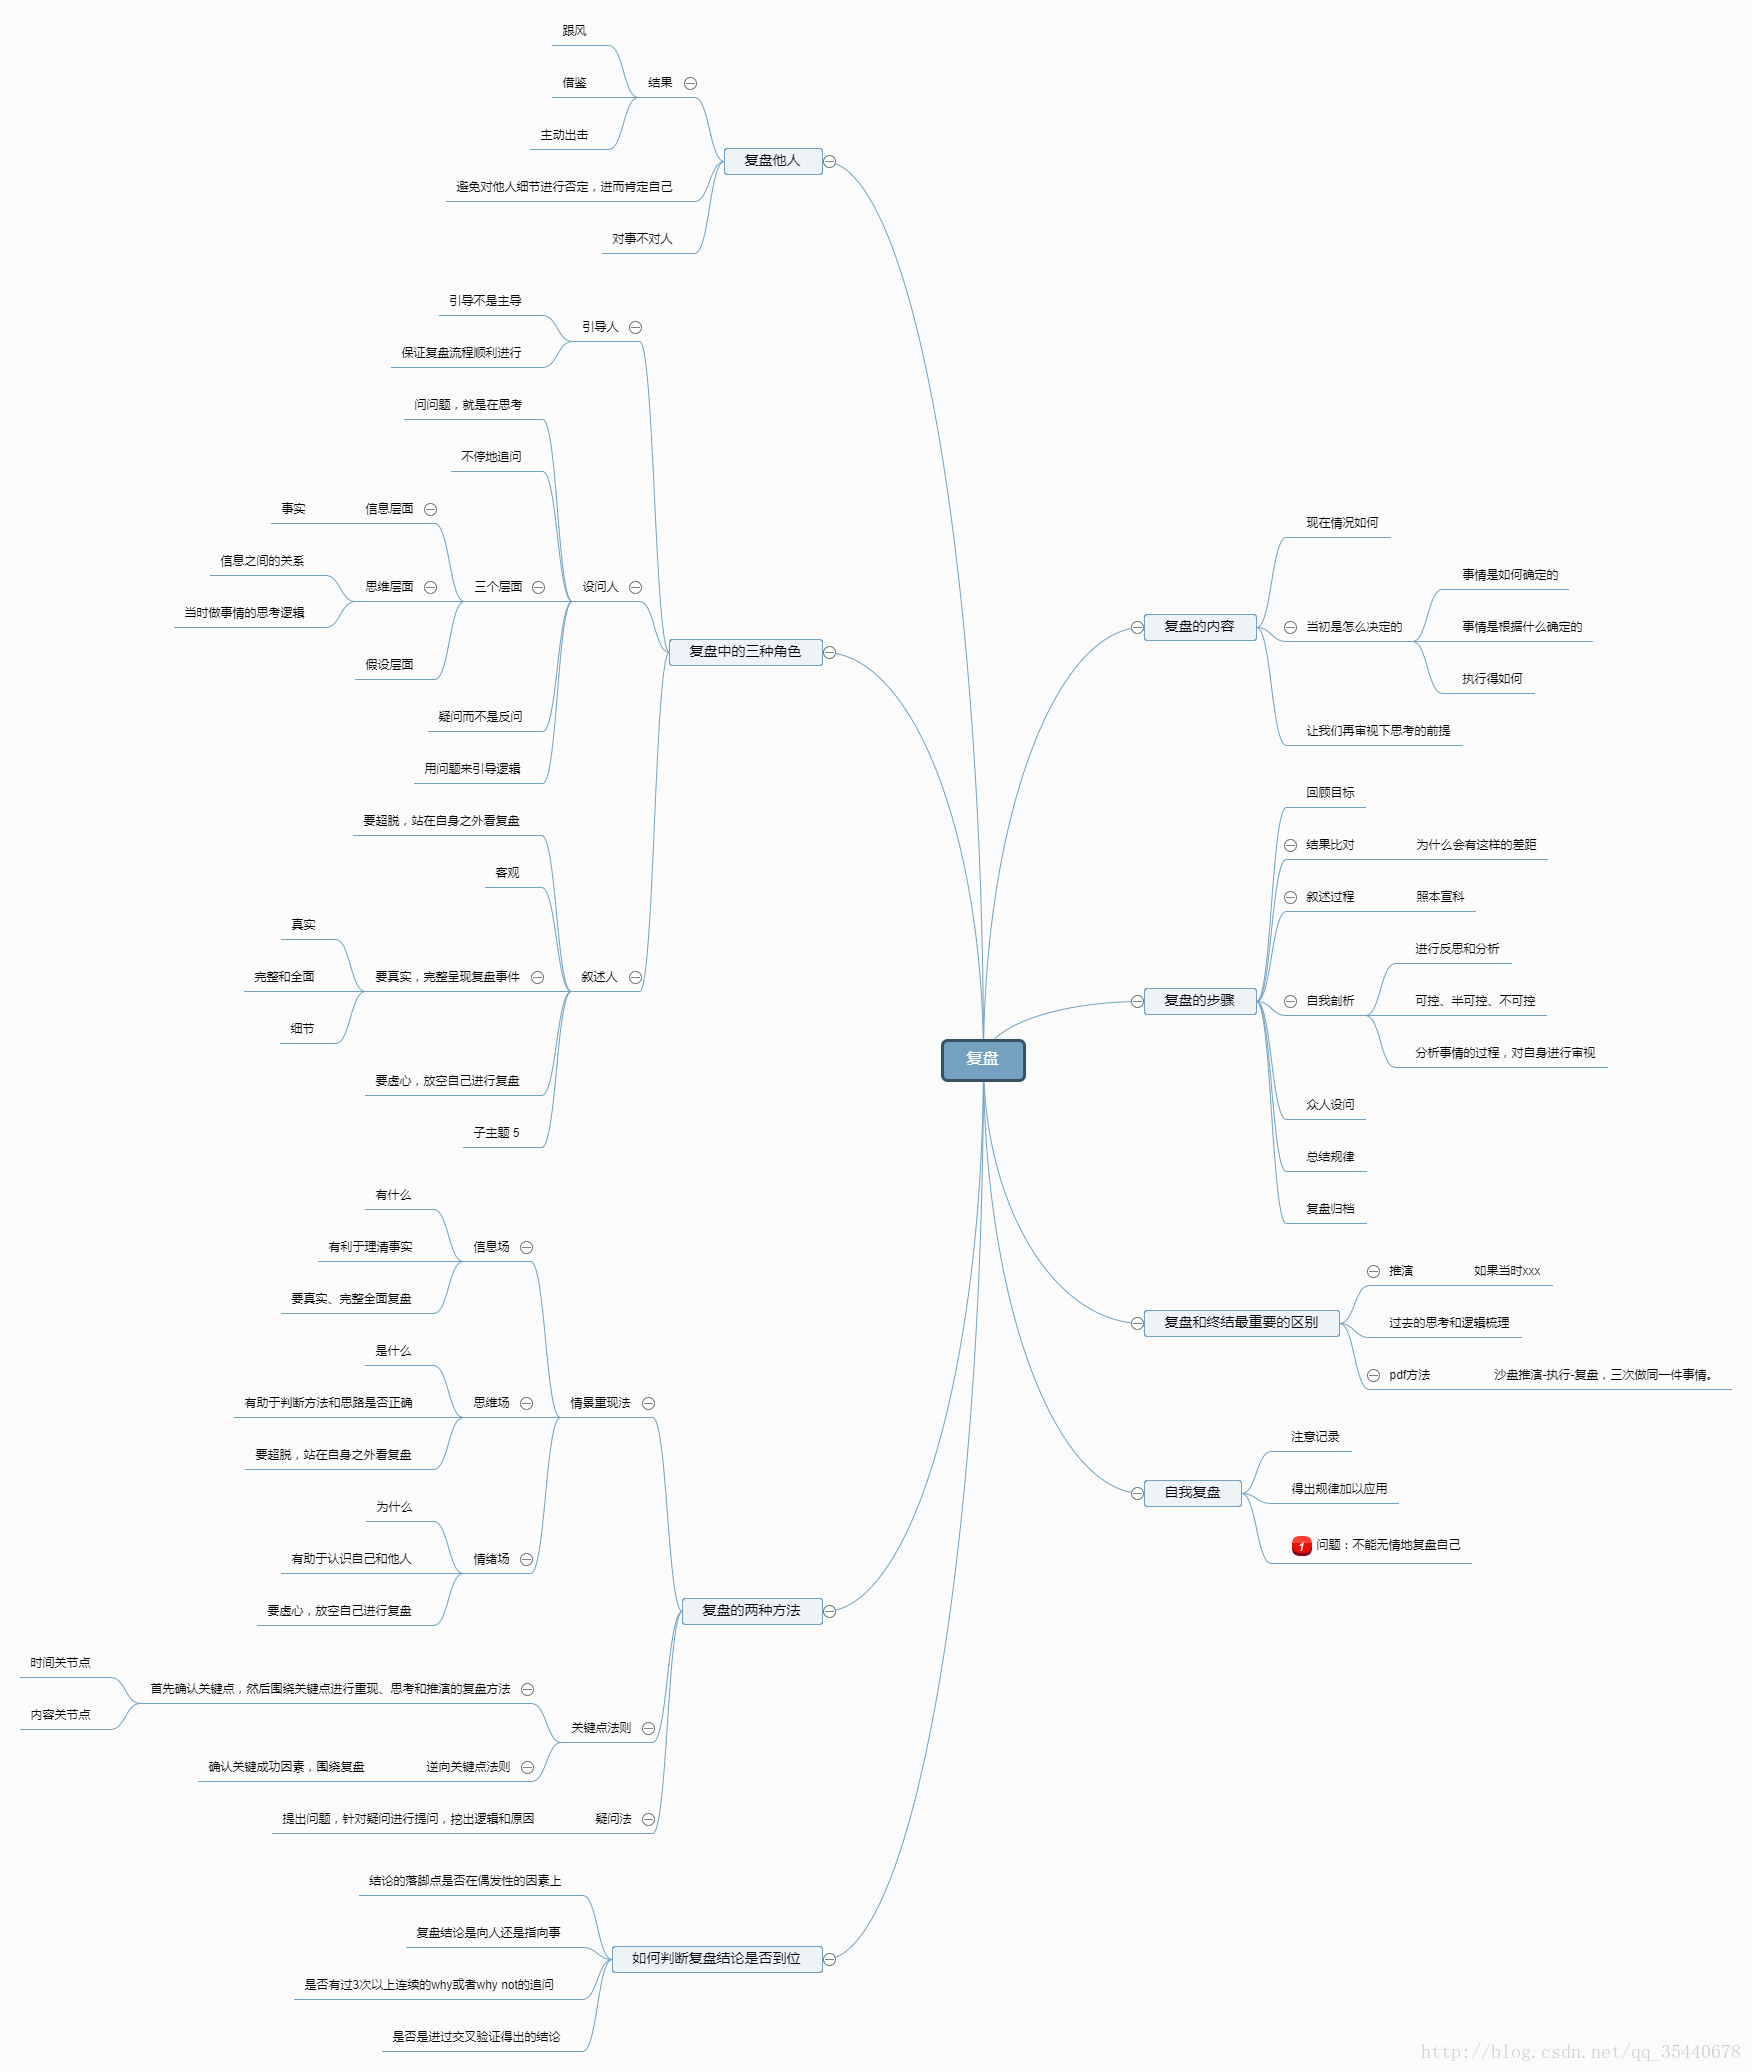 复盘
复盘的内容
现在情况如何
当初是怎么决定的
事情是如何确定的
事情是根据什么确定的
执行得如何
让我们再审视下思考的前提
复盘的步骤
回顾目标
结果比对
为什么会有这样的差距
叙述过程
照本宣科
自我剖析
进行反思和分析
可控、半可控、不可控
分析事情的过程，对自身进行审视
众人设问
总结规律
复盘归档
复盘和终结最重要的区别
推演
如果当时xxx
过去的思考和逻辑梳理
pdf方法
沙盘推演-执行-复盘，三次做同一件事情。
自我复盘
注意记录
得出规律加以应用
1 问题：不能无情地复盘自己
复盘他人
结果
跟风
借鉴
主动出击
避免对他人细节进行否定，进而肯定自己
对事不对人
复盘中的三种角色
引导人
引导不是主导
保证复盘流程顺利进行
设问人
问问题，就是在思考
不停地追问
三个层面
信息层面
事实
思维层面
信息之间的关系
当时做事情的思考逻辑
假设层面
疑问而不是反问
用问题来引导逻辑
叙述人
要超脱，站在自身之外看复盘
客观
要真实，完整呈现复盘事件
真实
完整和全面
细节
要虚心，放空自己进行复盘
子主题 5
复盘的两种方法
情景重现法
信息场
有什么
有利于理清事实
要真实、完整全面复盘
思维场
是什么
有助于判断方法和思路是否正确
要超脱，站在自身之外看复盘
情绪场
为什么
有助于认识自己和他人
要虚心，放空自己进行复盘
关键点法则
首先确认关键点，然后围绕关键点进行重现、思考和推演的复盘方法
时间关节点
内容关节点
逆向关键点法则
确认关键成功因素，围绕复盘
疑问法
提出问题，针对疑问进行提问，挖出逻辑和原因
如何判断复盘结论是否到位
结论的落脚点是否在偶发性的因素上
复盘结论是向人还是指向事
是否有过3次以上连续的why或者why not的追问
是否是进过交叉验证得出的结论
http://blog.csdn.net/qq_35440678